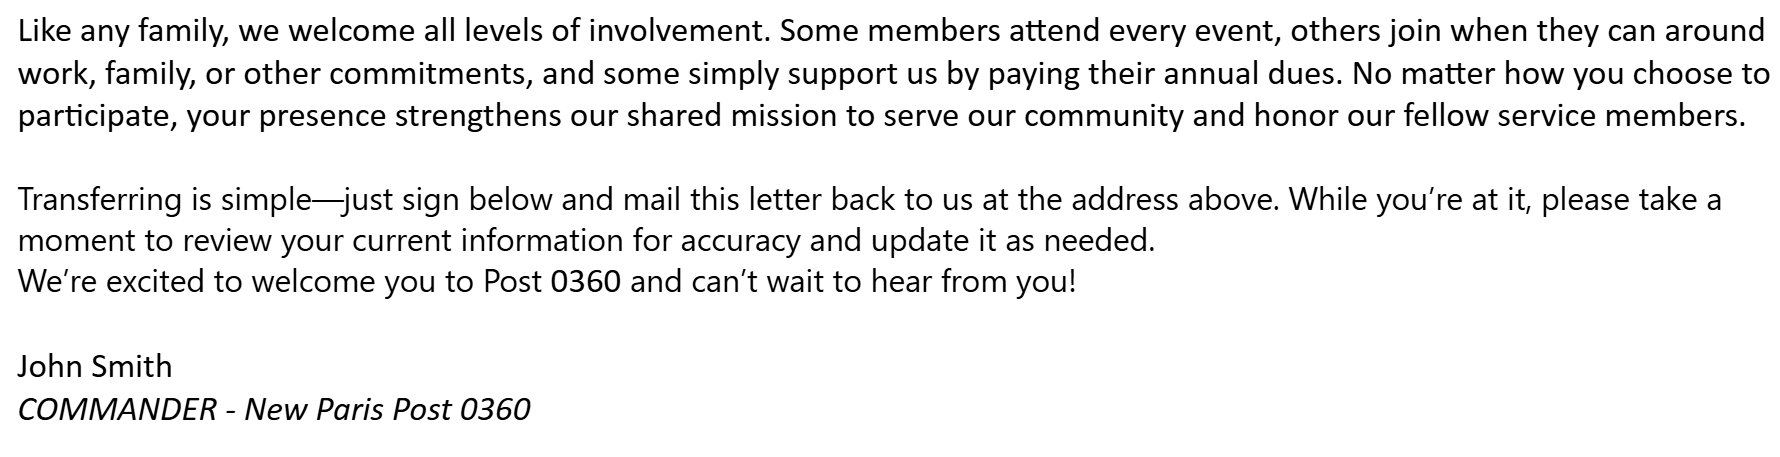 Like any family, we welcome all levels of involvement. Some members attend every event, others join when they can around
work, family, or other commitments, and some simply support us by paying their annual dues. No matter how you choose to
participate, your presence strengthens our shared mission to serve our community and honor our fellow service members.
Transferring is simple—just sign below and mail this letter back to us at the address above. While you’re at it, please take a
moment to review your current information for accuracy and update it as needed.
We’re excited to welcome you to Post 0360 and can’t wait to hear from you!
John Smith
COMMANDER - New Paris Post 0360